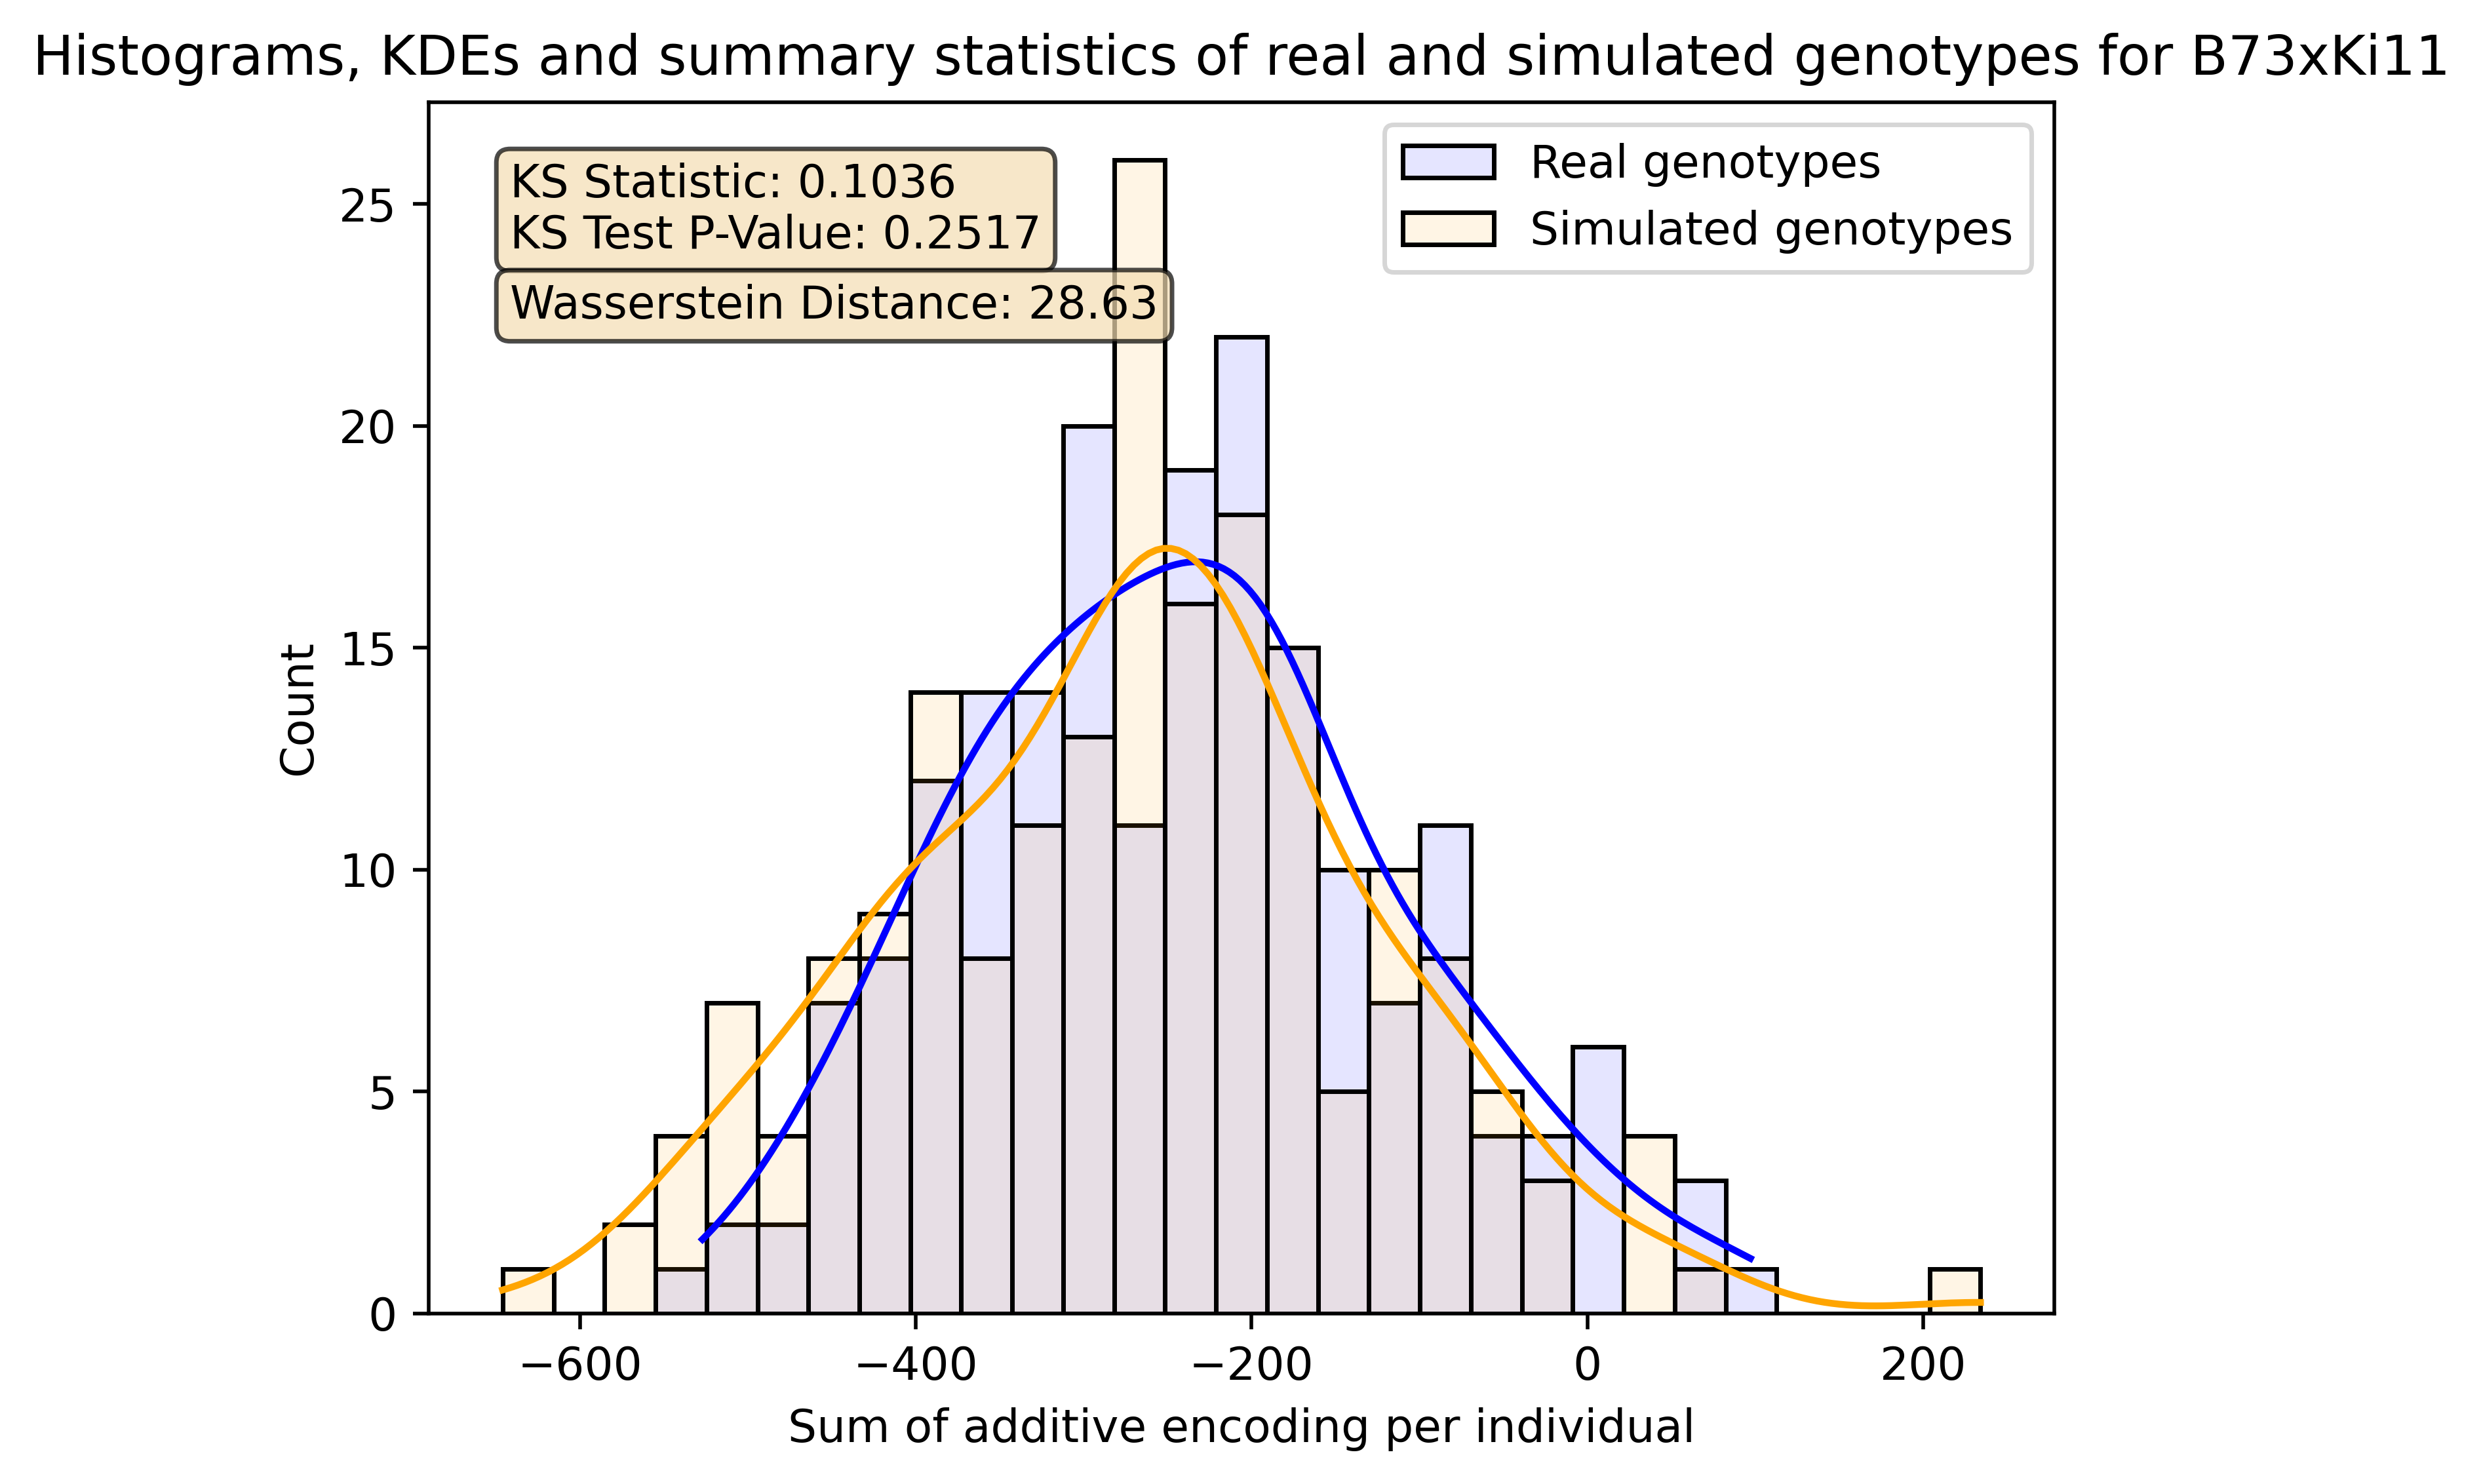 Histograms, KDEs and summary statistics of real and simulated genotypes for B73xKi11
KS Statistic: 0.1036
KS Test P-Value: 0.2517
Wasserstein Distance: 28.63
Real genotypes
Simulated genotypes
25
20
15
10
5
0
Count
−600
−400
−200
0
200
Sum of additive encoding per individual